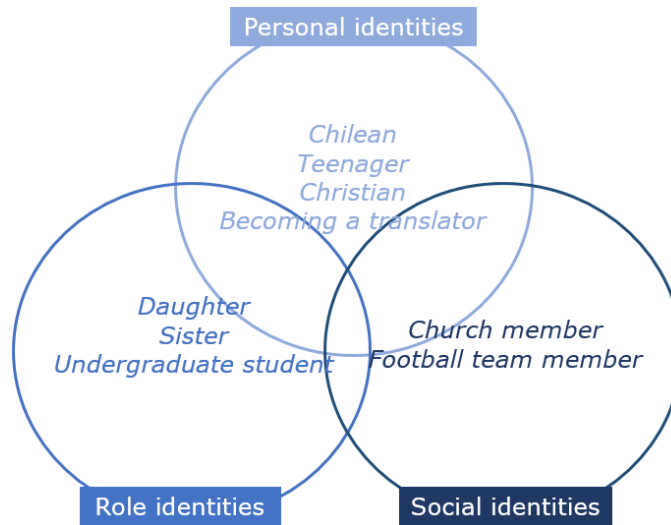 Personal identities
Chilean
Teenager
Christian
Becoming a translator
Daughter
Sister
Undergraduate student
Church member
Football team member
Role identities
Social identities